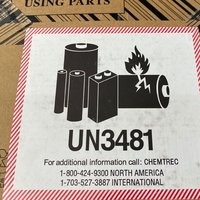 USING PARTS
UN3481
For additional information call: CHEMTREC
1-800-424-9300 NORTH AMERICA
1-703-527-3887 INTERNATIONAL